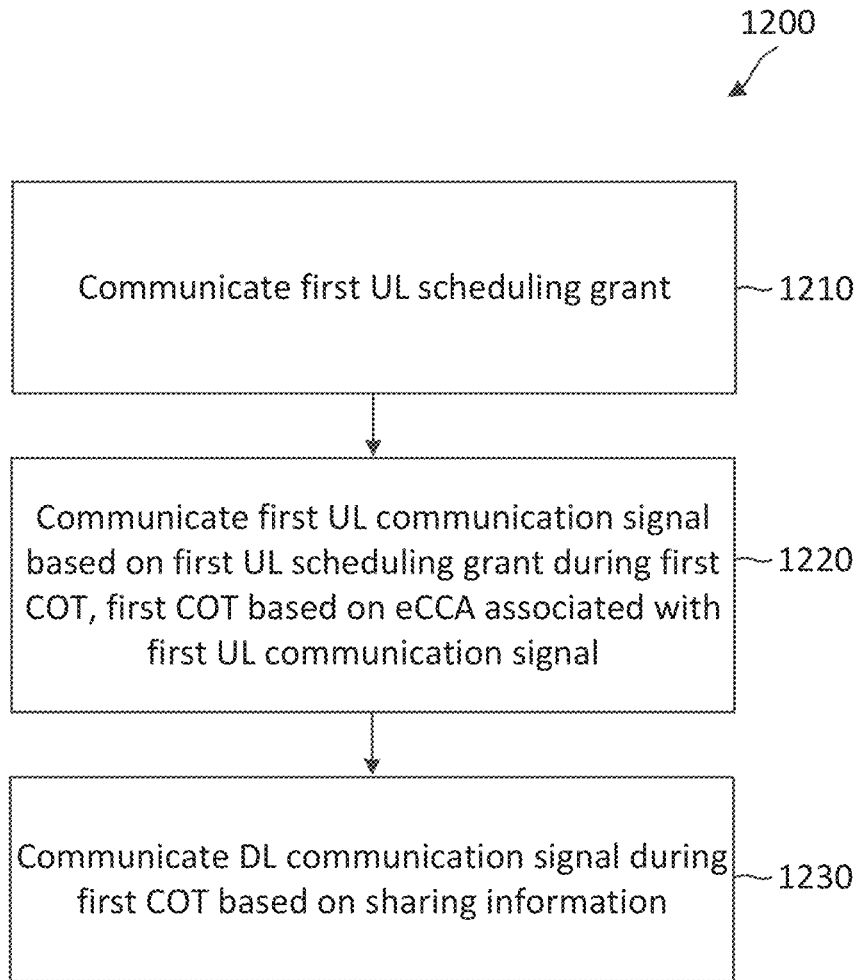 1200
Communicate first UL scheduling grant
1210
Communicate first UL communication signal
based on first UL scheduling grant during first
COT, first COT based on eCCA associated with
first UL communication signal
1220
Communicate DL communication signal during
first COT based on sharing information
1230